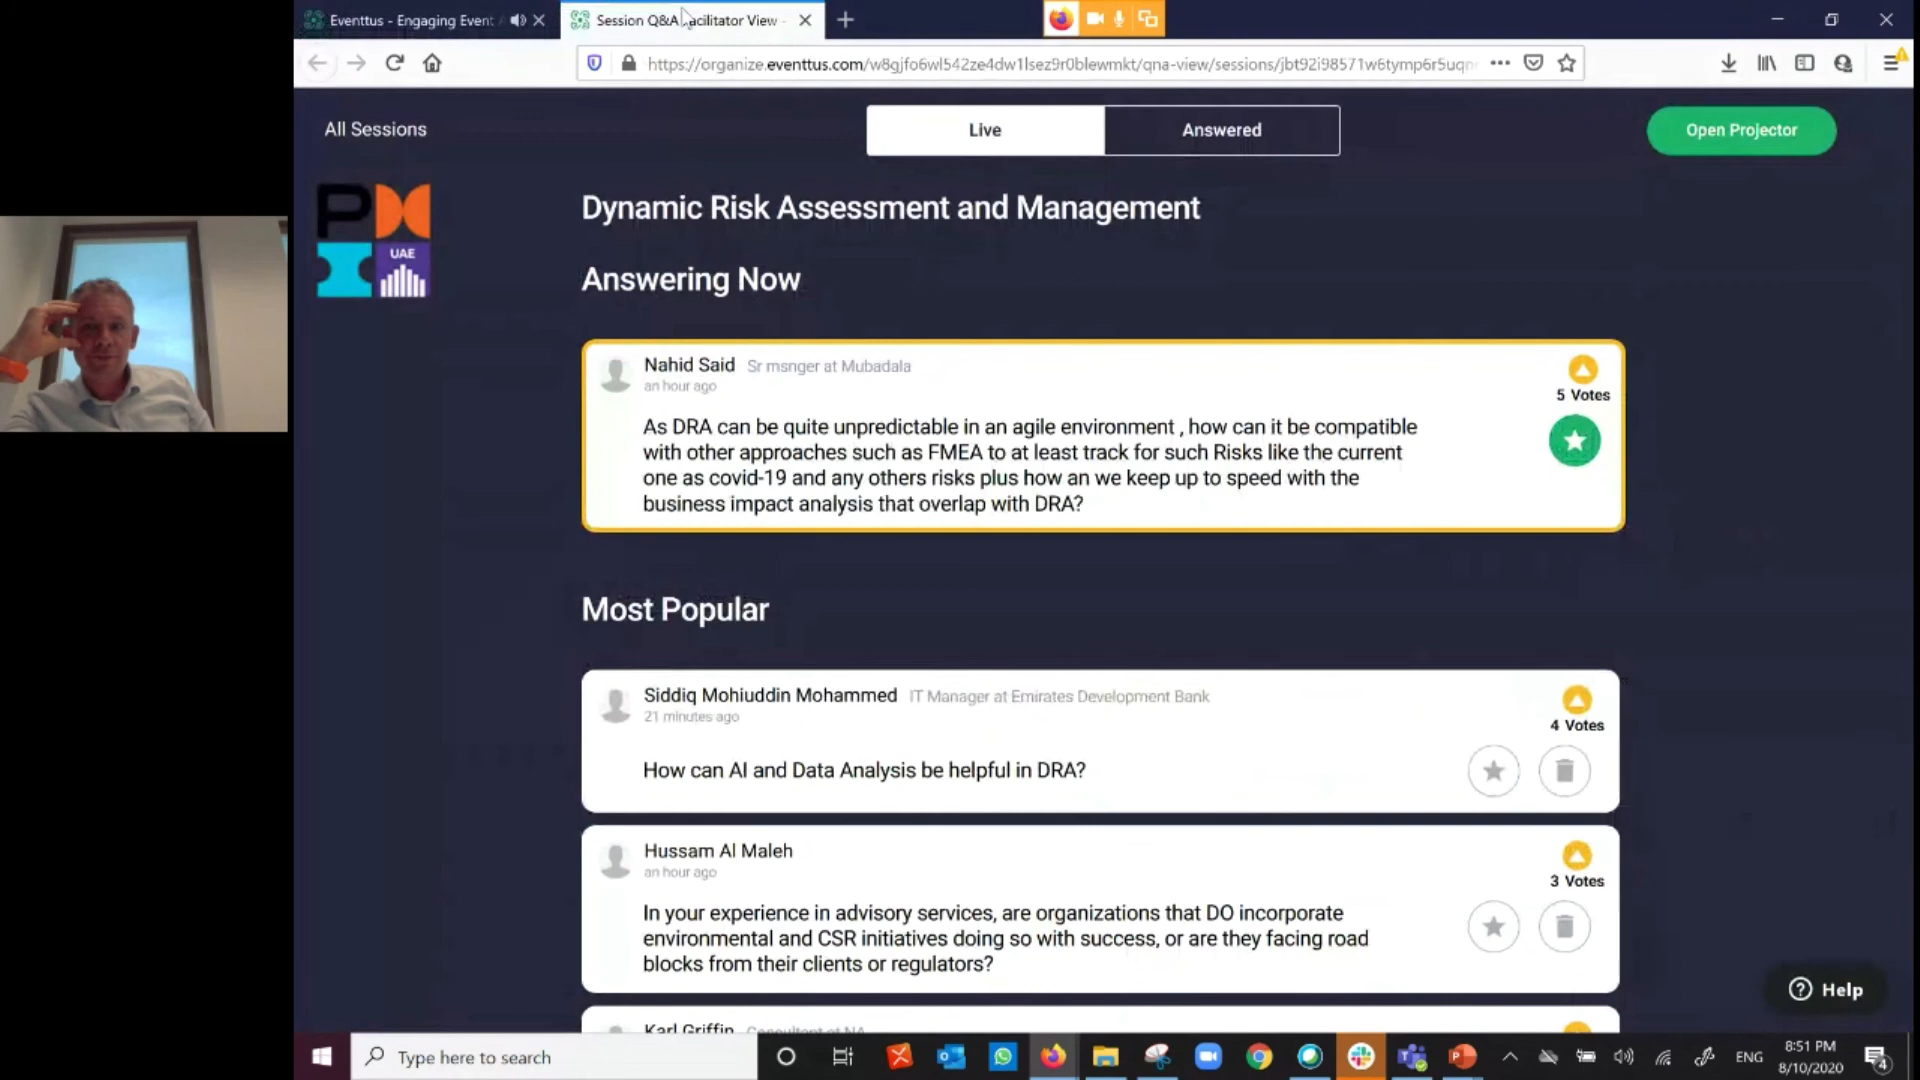 Eventtus - Engaging Event
Session Q&A Facilitator View -
https://organize.eventtus.com/w8gjfo6wl542ze4dw1lsez9r0blewmkt/qna-view/sessions/jbt92i98571w6tymp6r5uqn
All Sessions
Live
Answered
Open Projector
UAE
Dynamic Risk Assessment and Management
Answering Now
Nahid Said Sr msnger at Mubadala
an hour ago
5 Votes
As DRA can be quite unpredictable in an agile environment , how can it be compatible
with other approaches such as FMEA to at least track for such Risks like the current
one as covid-19 and any others risks plus how an we keep up to speed with the
business impact analysis that overlap with DRA?
Most Popular
Siddiq Mohiuddin Mohammed IT Manager at Emirates Development Bank
21 minutes ago
4 Votes
How can AI and Data Analysis be helpful in DRA?
Hussam Al Maleh
an hour ago
3 Votes
In your experience in advisory services, are organizations that DO incorporate
environmental and CSR initiatives doing so with success, or are they facing road
blocks from their clients or regulators?
Help
Karl Griffin Consultant at NA
Type here to search
ENG
8:51 PM
8/10/2020
4